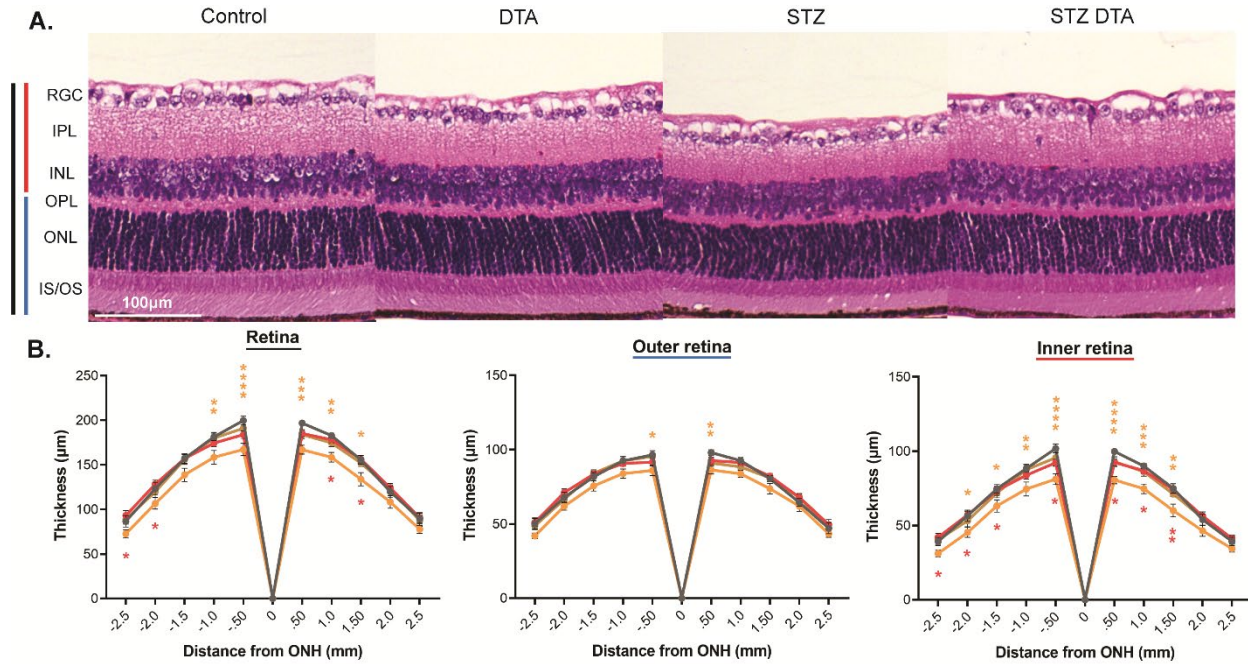 A.
Control DTA STZ STZ DTA
RGC
IPL
INL
OPL
ONL
IS/OS
100µm
B.
Retina
Thickness (µm)
250
200
150
100
50
0
**** *** ** ** * * * * *
-2.5 -2.0 -1.5 -1.0 -.50 0 .50 1.0 1.50 2.0 2.5
Distance from ONH (mm)
Outer retina
Thickness (µm)
150
100
50
0
* **
-2.5 -2.0 -1.5 -1.0 -.50 0 .50 1.0 1.50 2.0 2.5
Distance from ONH (mm)
Inner retina
Thickness (µm)
150
100
50
0
* * ** **** **** *** **
* * * * * * **
-2.5 -2.0 -1.5 -1.0 -.50 0 .50 1.0 1.50 2.0 2.5
Distance from ONH (mm)